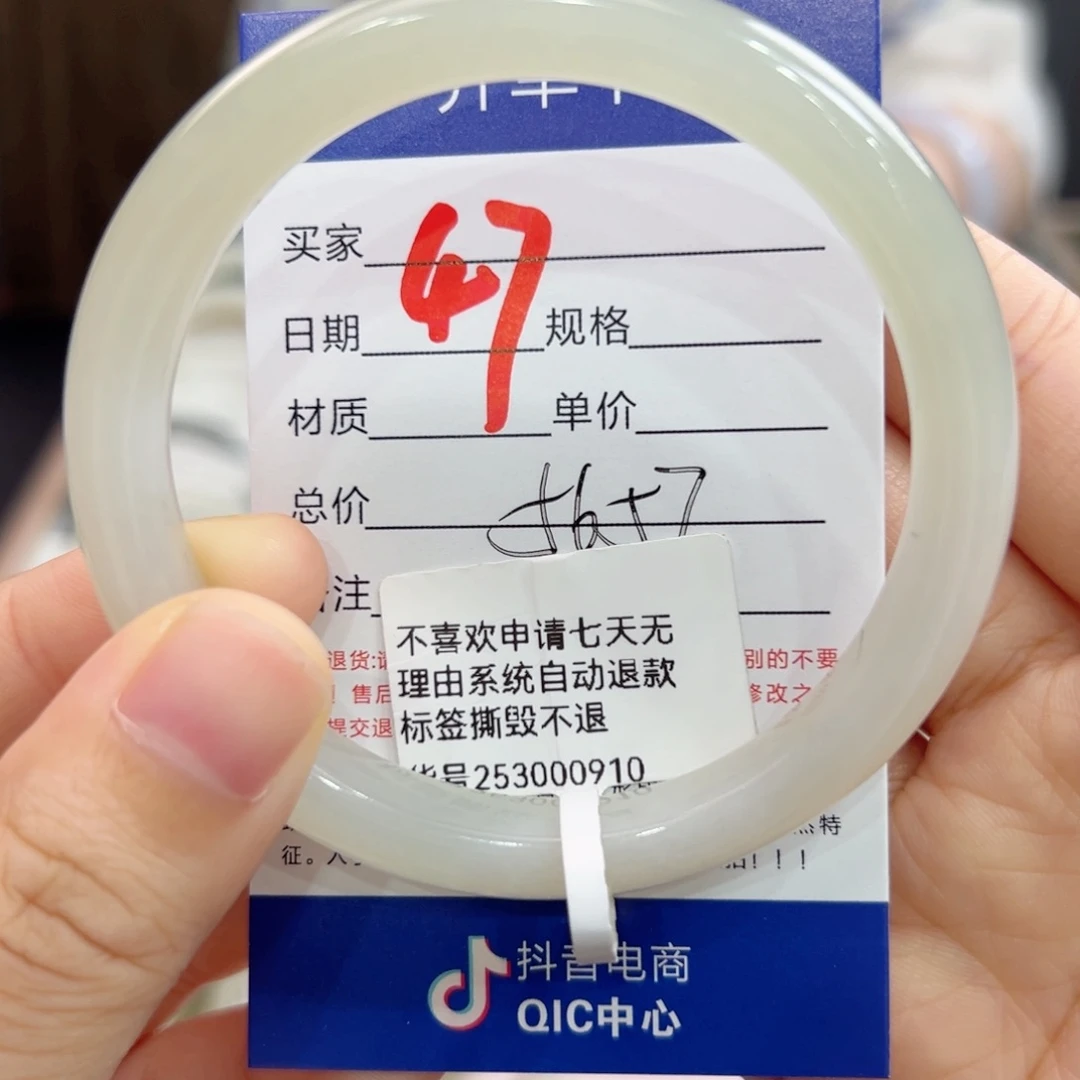 买家
47
日期 规格
材质 单价
总价
注
不喜欢申请七天无
理由系统自动退款
标签撕毁不退
货号253000910
退货: 别的不要
售后 修改之
提交退
特
征。 ！！！
抖音电商
QIC中心